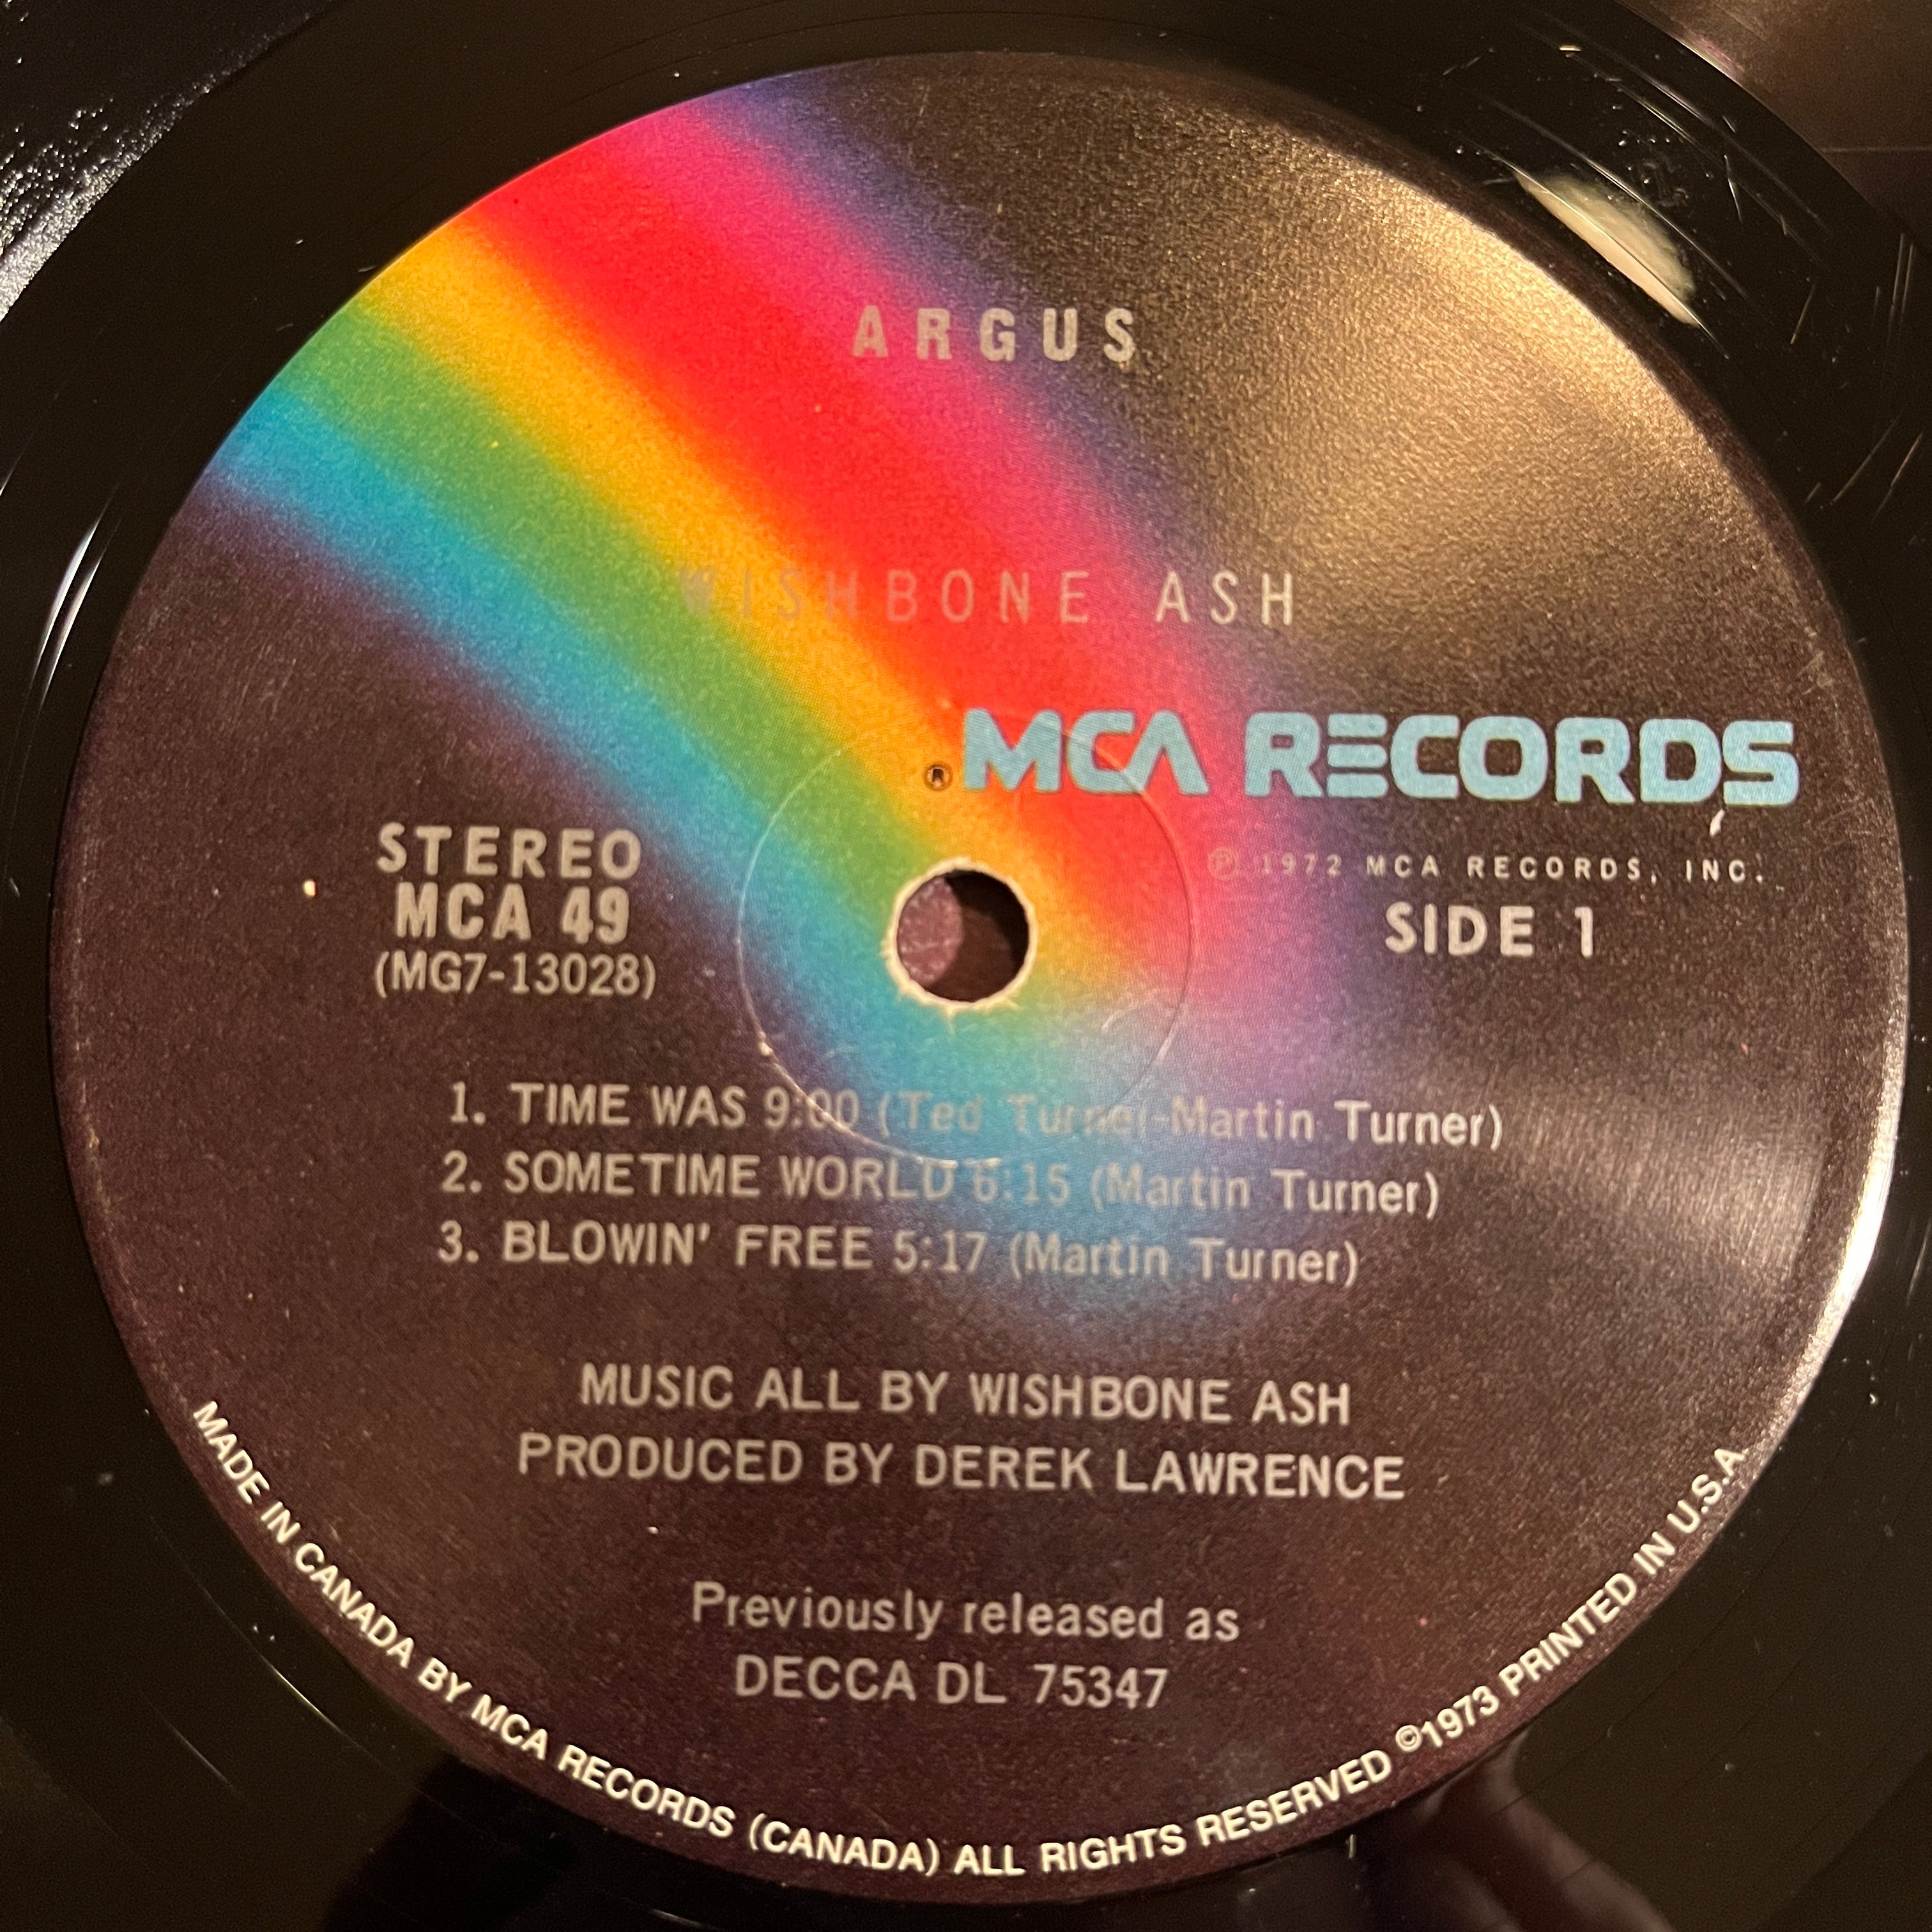 ARGUS
WISHBONE ASH
® MCA RECORDS
℗ 1972 MCA RECORDS, INC.
STEREO
MCA 49
(MG7-13028)
SIDE 1
1. TIME WAS 9:00 (Ted Turner-Martin Turner)
2. SOMETIME WORLD 6:15 (Martin Turner)
3. BLOWIN' FREE 5:17 (Martin Turner)
MUSIC ALL BY WISHBONE ASH
PRODUCED BY DEREK LAWRENCE
Previously released as
DECCA DL 75347
MADE IN CANADA BY MCA RECORDS (CANADA) ALL RIGHTS RESERVED ©1973 PRINTED IN U.S.A.